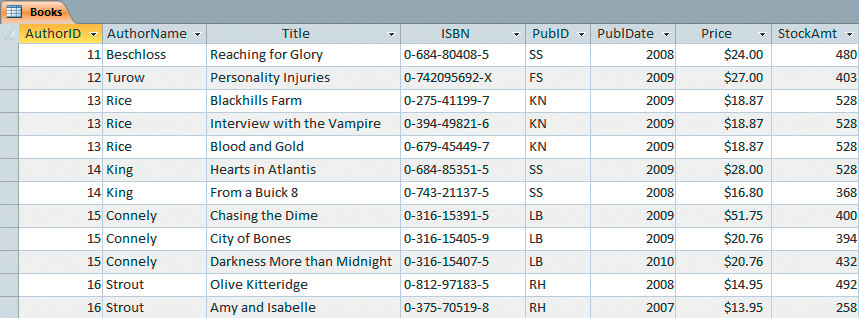 Books
AuthorID AuthorName Title ISBN PubID PublDate Price StockAmt
11 Beschloss Reaching for Glory 0-684-80408-5 SS 2008 $24.00 480
12 Turow Personality Injuries 0-742095692-X FS 2009 $27.00 403
13 Rice Blackhills Farm 0-275-41199-7 KN 2009 $18.87 528
13 Rice Interview with the Vampire 0-394-49821-6 KN 2009 $18.87 528
13 Rice Blood and Gold 0-679-45449-7 KN 2009 $18.87 528
14 King Hearts in Atlantis 0-684-85351-5 SS 2009 $28.00 528
14 King From a Buick 8 0-743-21137-5 SS 2008 $16.80 368
15 Connely Chasing the Dime 0-316-15391-5 LB 2009 $51.75 400
15 Connely City of Bones 0-316-15405-9 LB 2009 $20.76 394
15 Connely Darkness More than Midnight 0-316-15407-5 LB 2010 $20.76 432
16 Strout Olive Kitteridge 0-812-97183-5 RH 2008 $14.95 492
16 Strout Amy and Isabelle 0-375-70519-8 RH 2007 $13.95 258